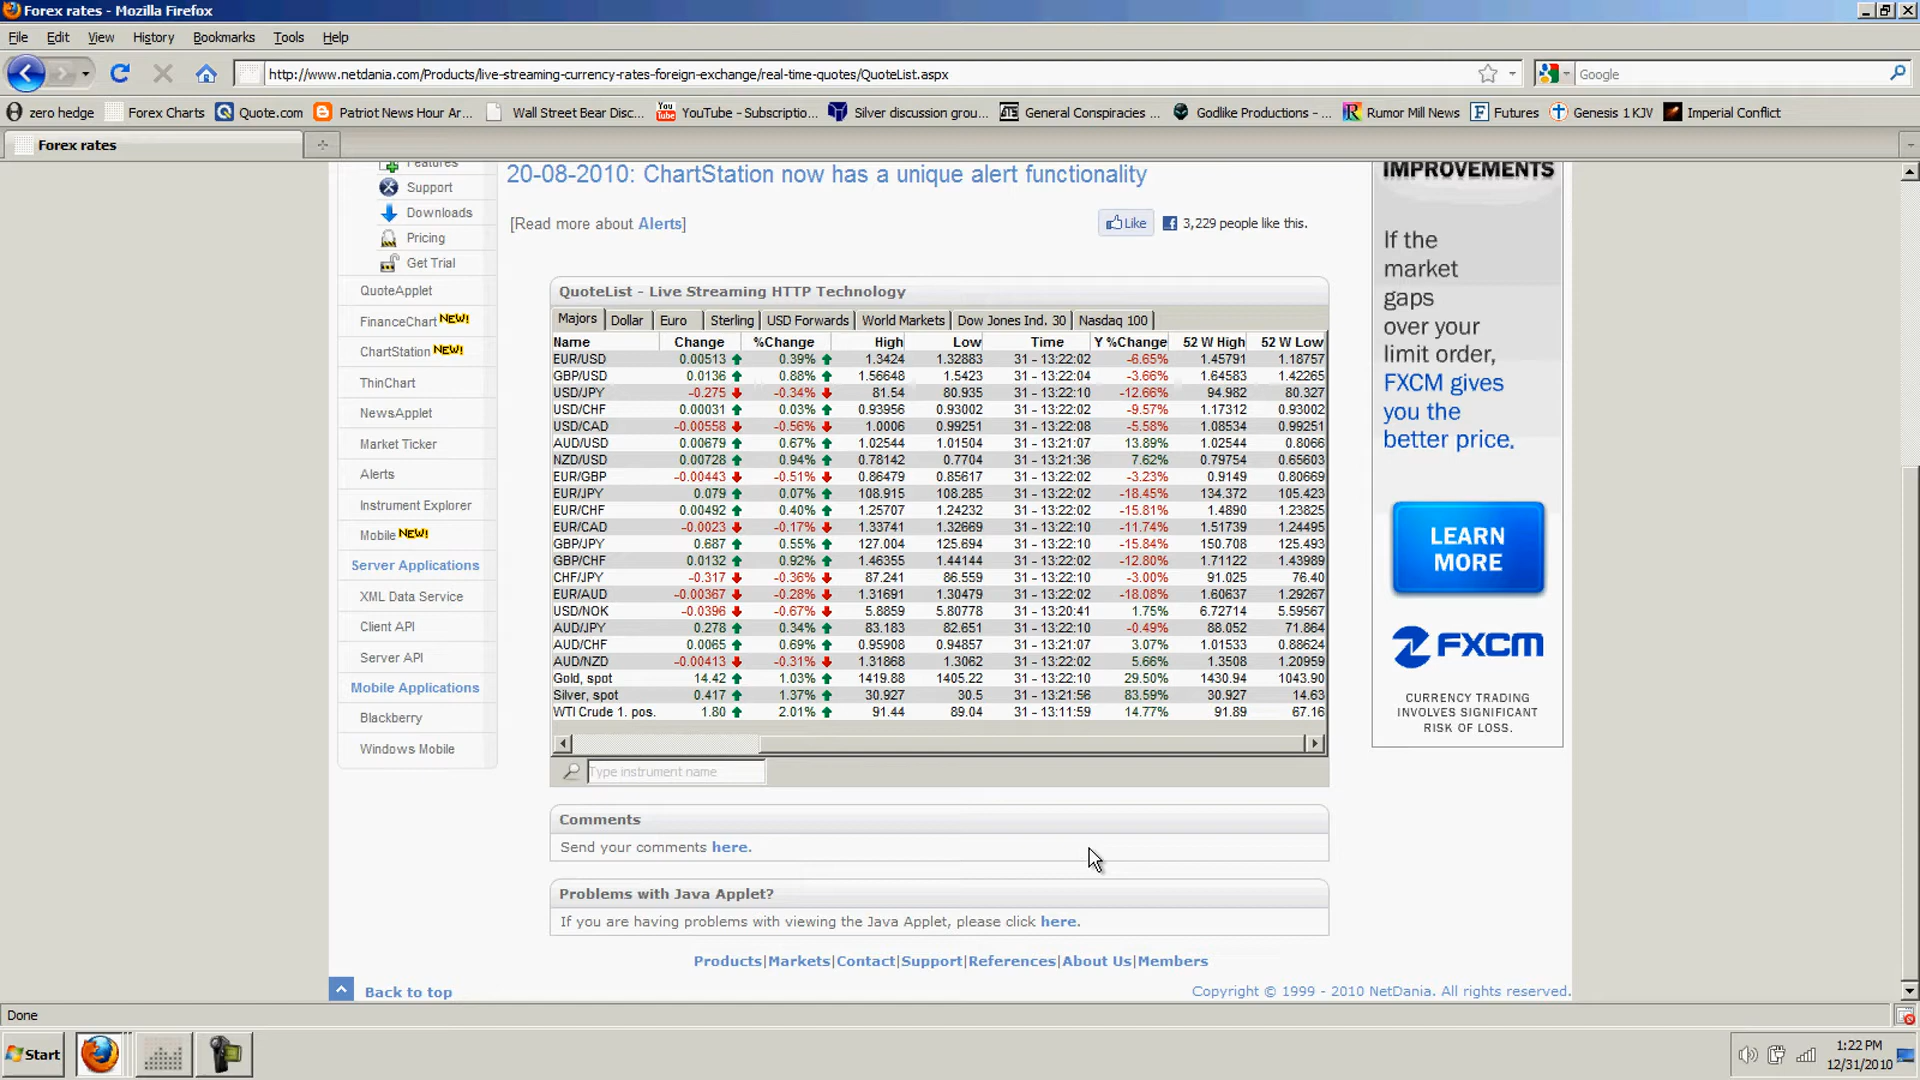 Forex rates - Mozilla Firefox
File Edit View History Bookmarks Tools Help
http://www.netdania.com/Products/live-streaming-currency-rates-foreign-exchange/real-time-quotes/QuoteList.aspx Google
zero hedge Forex Charts Quote.com Patriot News Hour Ar... Wall Street Bear Disc... YouTube - Subscriptio... Silver discussion grou... General Conspiracies ... Godlike Productions - ... Rumor Mill News Futures Genesis 1 KJV Imperial Conflict
Forex rates
Features
Support
Downloads
Pricing
Get Trial
QuoteApplet
FinanceChart NEW!
ChartStation NEW!
ThinChart
NewsApplet
Market Ticker
Alerts
Instrument Explorer
Mobile NEW!
Server Applications
XML Data Service
Client API
Server API
Mobile Applications
Blackberry
Windows Mobile
20-08-2010: ChartStation now has a unique alert functionality
[Read more about Alerts]
Like 3,229 people like this.
QuoteList - Live Streaming HTTP Technology
Majors Dollar Euro Sterling USD Forwards World Markets Dow Jones Ind. 30 Nasdaq 100
Name Change %Change High Low Time Y %Change 52 W High 52 W Low
EUR/USD 0.00513 0.39% 1.3424 1.32883 31 - 13:22:02 -6.65% 1.45791 1.18757
GBP/USD 0.0136 0.88% 1.56648 1.5423 31 - 13:22:04 -3.66% 1.64583 1.42265
USD/JPY -0.275 -0.34% 81.54 80.935 31 - 13:22:10 -12.66% 94.982 80.327
USD/CHF 0.00031 0.03% 0.93956 0.93002 31 - 13:22:02 -9.57% 1.17312 0.93002
USD/CAD -0.00558 -0.56% 1.0006 0.99251 31 - 13:22:08 -5.58% 1.08534 0.99251
AUD/USD 0.00679 0.67% 1.02544 1.01504 31 - 13:21:07 13.89% 1.02544 0.8066
NZD/USD 0.00728 0.94% 0.78142 0.7704 31 - 13:21:36 7.62% 0.79754 0.65603
EUR/GBP -0.00443 -0.51% 0.86479 0.85617 31 - 13:22:02 -3.23% 0.9149 0.80669
EUR/JPY 0.079 0.07% 108.915 108.285 31 - 13:22:02 -18.45% 134.372 105.423
EUR/CHF 0.00492 0.40% 1.25707 1.24232 31 - 13:22:02 -15.81% 1.4890 1.23825
EUR/CAD -0.0023 -0.17% 1.33741 1.32669 31 - 13:22:10 -11.74% 1.51739 1.24495
GBP/JPY 0.687 0.55% 127.004 125.694 31 - 13:22:10 -15.84% 150.708 125.493
GBP/CHF 0.0132 0.92% 1.46355 1.44144 31 - 13:22:02 -12.80% 1.71122 1.43989
CHF/JPY -0.317 -0.36% 87.241 86.559 31 - 13:22:10 -3.00% 91.025 76.40
EUR/AUD -0.00367 -0.28% 1.31691 1.30479 31 - 13:22:02 -18.08% 1.60637 1.29267
USD/NOK -0.0396 -0.67% 5.8859 5.80778 31 - 13:20:41 1.75% 6.72714 5.59567
AUD/JPY 0.278 0.34% 83.183 82.651 31 - 13:22:10 -0.49% 88.052 71.864
AUD/CHF 0.0065 0.69% 0.95908 0.94857 31 - 13:21:07 3.07% 1.01533 0.88624
AUD/NZD -0.00413 -0.31% 1.31868 1.3062 31 - 13:22:02 5.66% 1.3508 1.20959
Gold, spot 14.42 1.03% 1419.88 1405.22 31 - 13:22:10 29.50% 1430.94 1043.90
Silver, spot 0.417 1.37% 30.927 30.5 31 - 13:21:56 83.59% 30.927 14.63
WTI Crude 1. pos. 1.80 2.01% 91.44 89.04 31 - 13:11:59 14.77% 91.89 67.16
Type instrument name
Comments
Send your comments here.
Problems with Java Applet?
If you are having problems with viewing the Java Applet, please click here.
Products|Markets|Contact|Support|References|About Us|Members
Back to top
Copyright © 1999 - 2010 NetDania. All rights reserved.
IMPROVEMENTS
If the
market
gaps
over your
limit order,
FXCM gives
you the
better price.
LEARN
MORE
FXCM
CURRENCY TRADING
INVOLVES SIGNIFICANT
RISK OF LOSS.
Done
Start
1:22 PM
12/31/2010